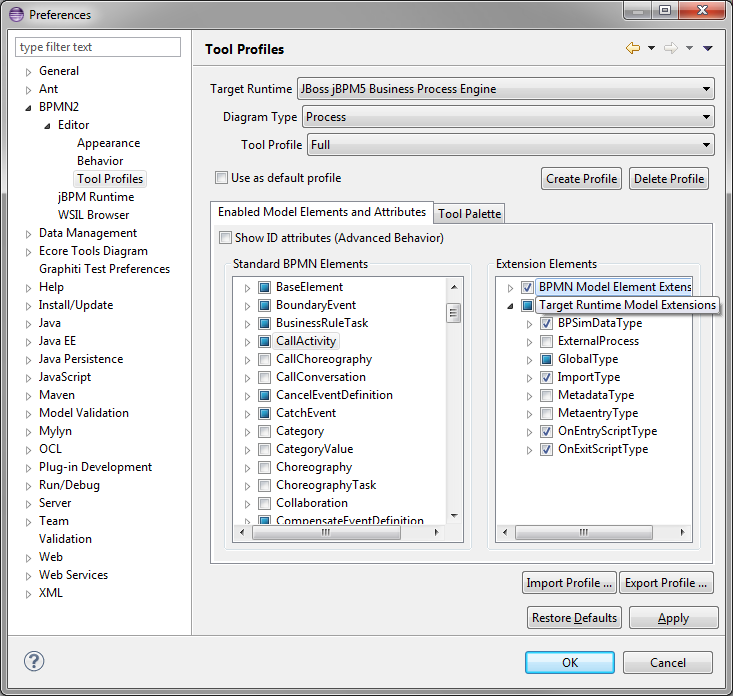 Preferences
type filter text
General
Ant
BPMN2
Editor
Appearance
Behavior
Tool Profiles
jBPM Runtime
WSIL Browser
Data Management
Ecore Tools Diagram
Graphiti Test Preferences
Help
Install/Update
Java
Java EE
Java Persistence
JavaScript
Maven
Model Validation
Mylyn
OCL
Plug-in Development
Run/Debug
Server
Team
Validation
Web
Web Services
XML
Tool Profiles
Target Runtime JBoss jBPM5 Business Process Engine
Diagram Type Process
Tool Profile Full
Use as default profile Create Profile Delete Profile
Enabled Model Elements and Attributes Tool Palette
Show ID attributes (Advanced Behavior)
Standard BPMN Elements
BaseElement
BoundaryEvent
BusinessRuleTask
CallActivity
CallChoreography
CallConversation
CancelEventDefinition
CatchEvent
Category
CategoryValue
Choreography
ChoreographyTask
Collaboration
CompensateEventDefinition
Extension Elements
BPMN Model Element Extens
Target Runtime Model Extensions
BPSimDataType
ExternalProcess
GlobalType
ImportType
MetadataType
MetaentryType
OnEntryScriptType
OnExitScriptType
Import Profile ... Export Profile ...
Restore Defaults Apply
? OK Cancel